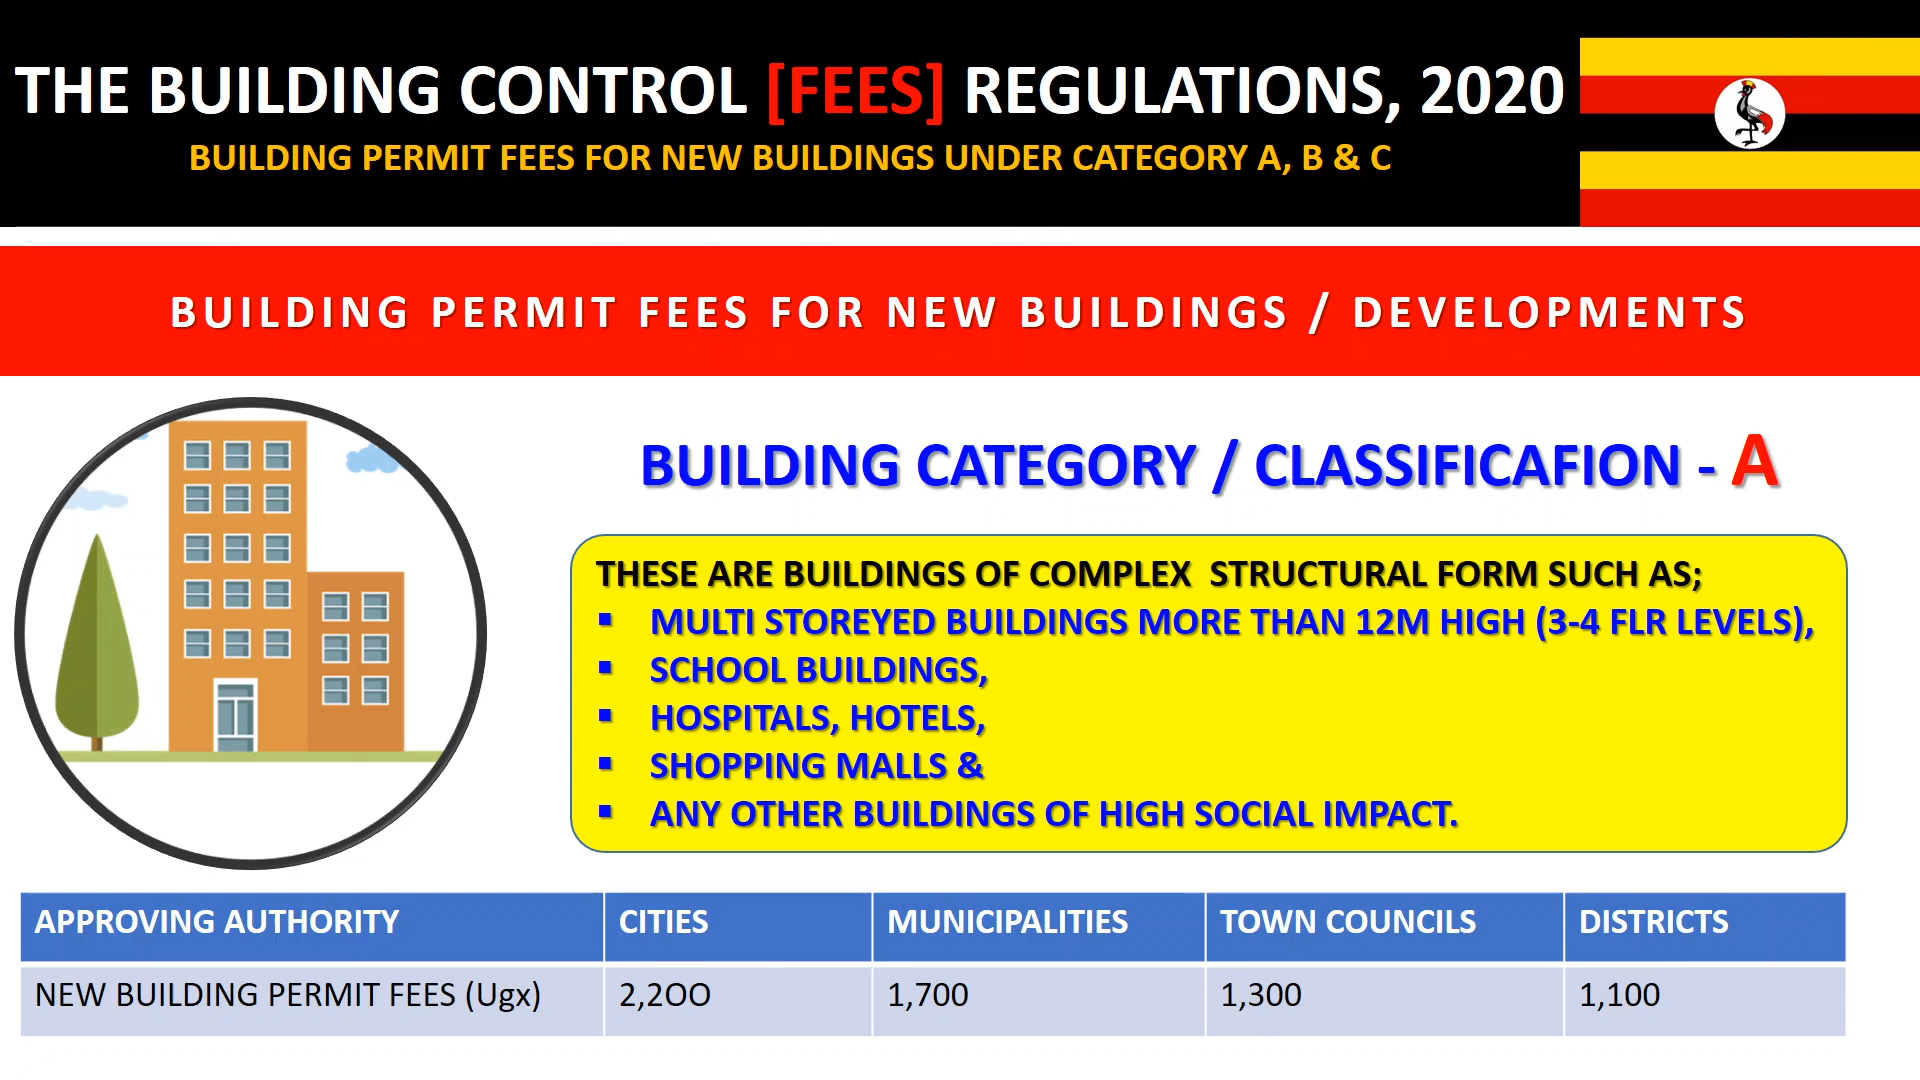 THE BUILDING CONTROL [FEES] REGULATIONS, 2020
BUILDING PERMIT FEES FOR NEW BUILDINGS UNDER CATEGORY A, B & C
BUILDING PERMIT FEES FOR NEW BUILDINGS / DEVELOPMENTS
BUILDING CATEGORY / CLASSIFICAFION - A
THESE ARE BUILDINGS OF COMPLEX STRUCTURAL FORM SUCH AS;
▪ MULTI STOREYED BUILDINGS MORE THAN 12M HIGH (3-4 FLR LEVELS),
▪ SCHOOL BUILDINGS,
▪ HOSPITALS, HOTELS,
▪ SHOPPING MALLS &
▪ ANY OTHER BUILDINGS OF HIGH SOCIAL IMPACT.
APPROVING AUTHORITY CITIES MUNICIPALITIES TOWN COUNCILS DISTRICTS
NEW BUILDING PERMIT FEES (Ugx) 2,2OO 1,700 1,300 1,100